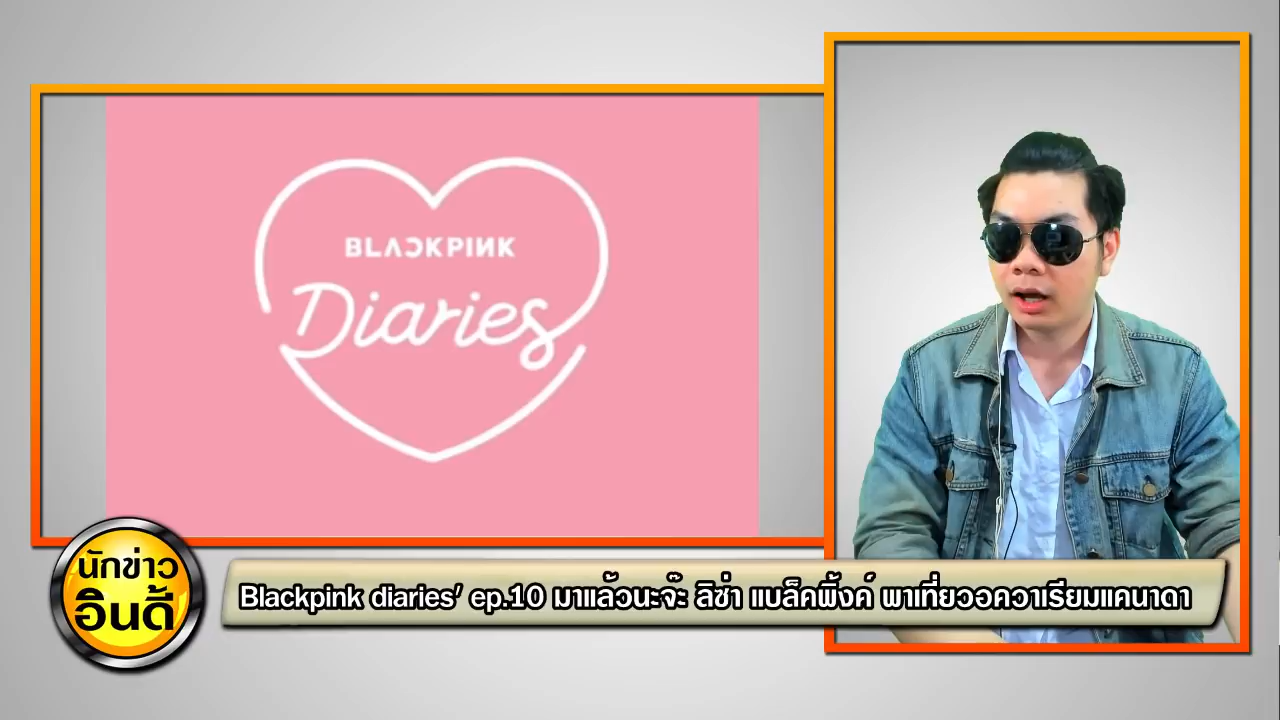 BLACKPINK
Diaries
นักข่าว
อินดี้
Blackpink diaries' ep.10 มาแล้วนะจ๊ะ ลิซ่า แบล็คพิ้งค์ พาเที่ยวอควาเรียมแคนาดา